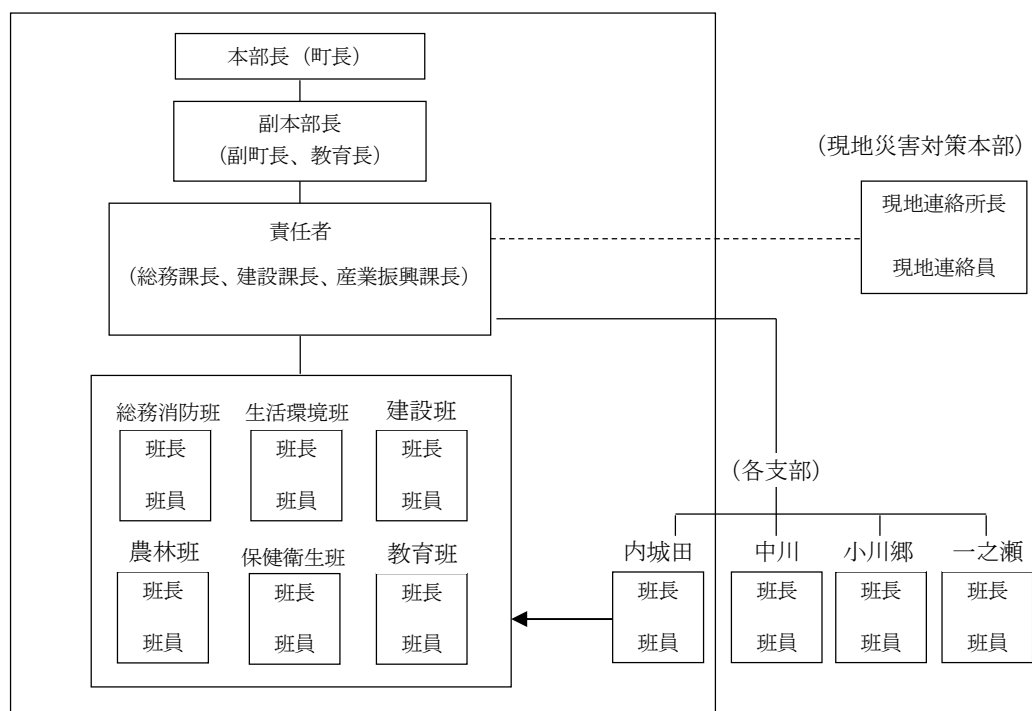 本部長（町長）
副本部長
（副町長、教育長）
責任者
（総務課長、建設課長、産業振興課長）
（現地災害対策本部）
現地連絡所長
現地連絡員
総務消防班
班長
班員
生活環境班
班長
班員
建設班
班長
班員
農林班
班長
班員
保健衛生班
班長
班員
教育班
班長
班員
（各支部）
内城田
班長
班員
中川
班長
班員
小川郷
班長
班員
一之瀬
班長
班員